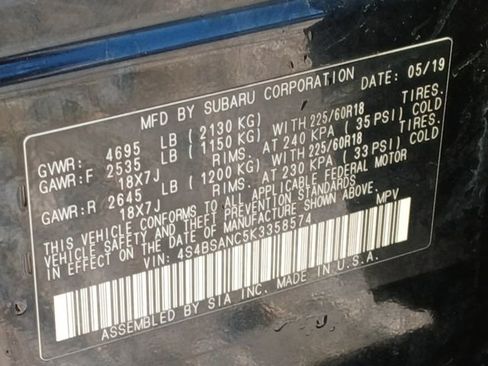 MFD BY SUBARU CORPORATION DATE: 05/19
GVWR: 4695 LB (2130 KG)
GAWR:F 2535 LB (1150 KG) WITH 225/60R18 TIRES.
18X7J RIMS. AT 240 KPA (35 PSI) COLD
GAWR:R 2645 LB (1200 KG) WITH 225/60R18 TIRES.
18X7J RIMS. AT 230 KPA (33 PSI) COLD
THIS VEHICLE CONFORMS TO ALL APPLICABLE FEDERAL MOTOR
VEHICLE SAFETY AND THEFT PREVENTION STANDARDS
IN EFFECT ON THE DATE OF MANUFACTURE SHOWN ABOVE.
VIN: 4S4BSANC5K3358574 MPV
ASSEMBLED BY SIA INC. MADE IN U.S.A.